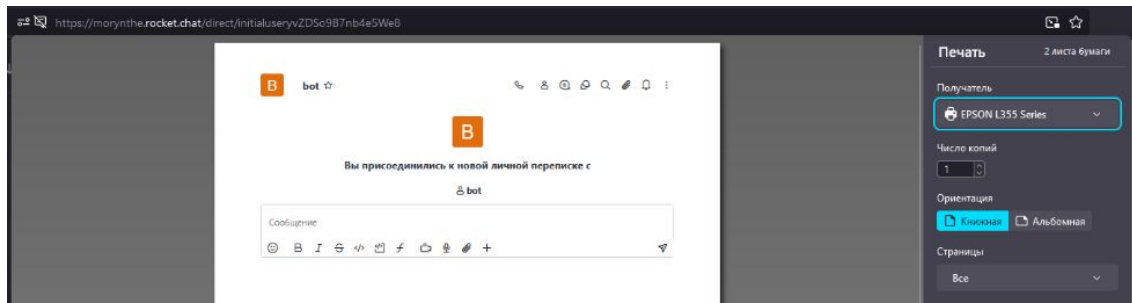 https://morynthe.rocket.chat/direct/initialuseryvZDSo9B7nb4e5We8
Печать
2 листа бумаги
B
bot
Получатель
EPSON L355 Series
B
Вы присоединились к новой личной переписке с
bot
Число копий
1
Сообщение
Ориентация
Книжная
Альбомная
B I S </> f +
Страницы
Все